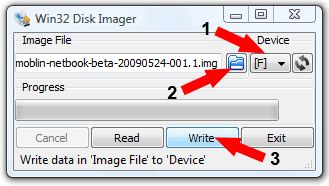 Win32 Disk Imager
1
Image File
Device
moblin-netbook-beta-20090524-001.1.img
[F]
2
Progress
Cancel
Read
Write
Exit
3
Write data in 'Image File' to 'Device'